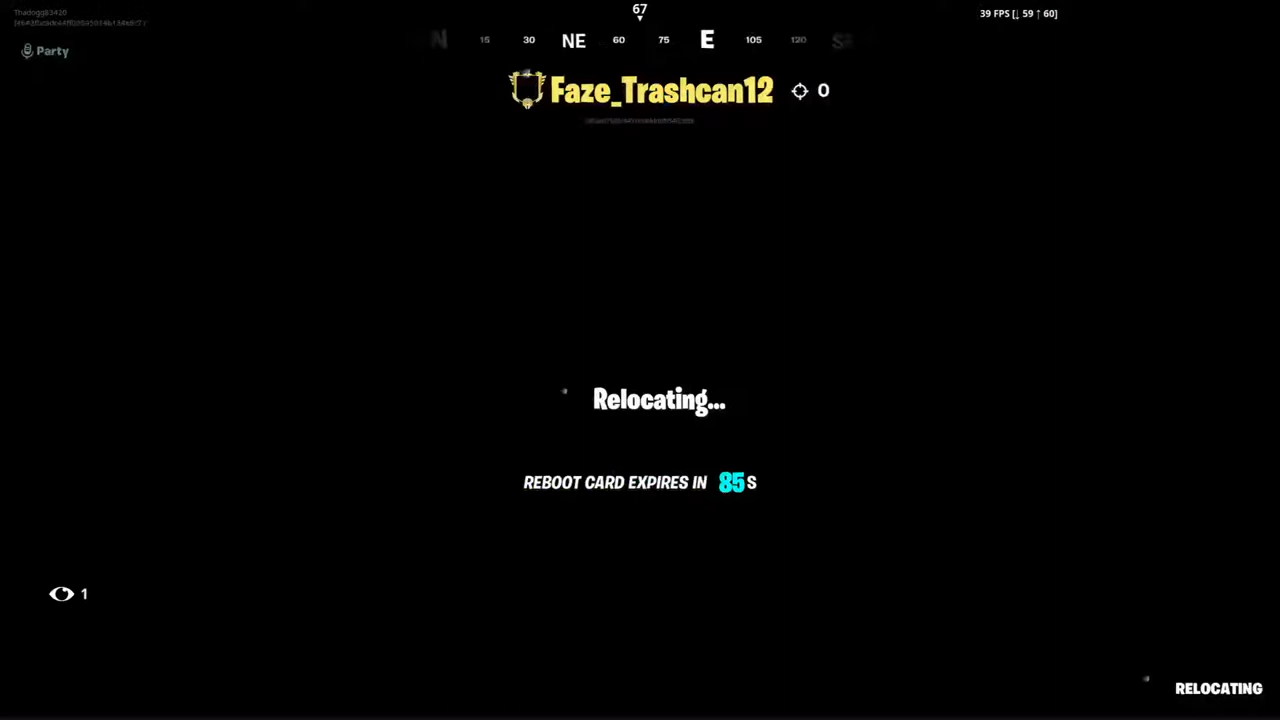 Thadogg83420
67
39 FPS [↓ 59 ↑ 60]
N 15 30 NE 60 75 E 105 120
Party
Faze_Trashcan12 0
Relocating...
REBOOT CARD EXPIRES IN 85 S
1
RELOCATING